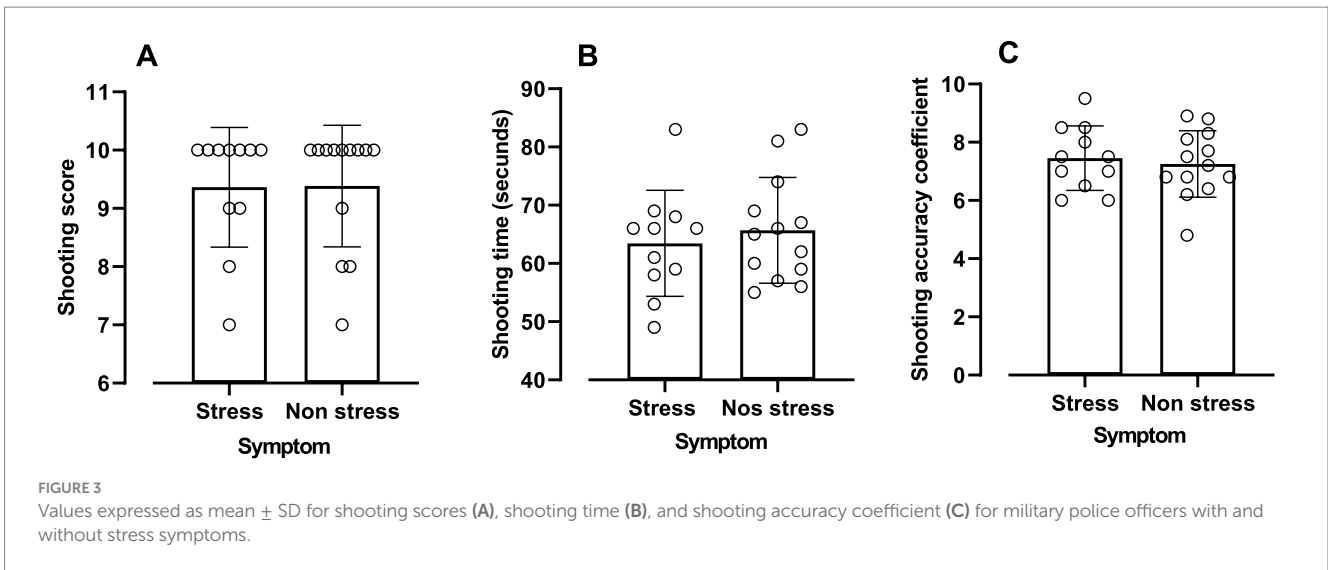 A
Shooting score
11
10
9
8
7
6
Stress Non stress
Symptom
B
Shooting time (secunds)
90
80
70
60
50
40
Stress Nos stress
Symptom
C
Shooting accuracy coefficient
10
8
6
4
2
0
Stress Non stress
Symptom
FIGURE 3
Values expressed as mean ± SD for shooting scores (A), shooting time (B), and shooting accuracy coefficient (C) for military police officers with and
without stress symptoms.